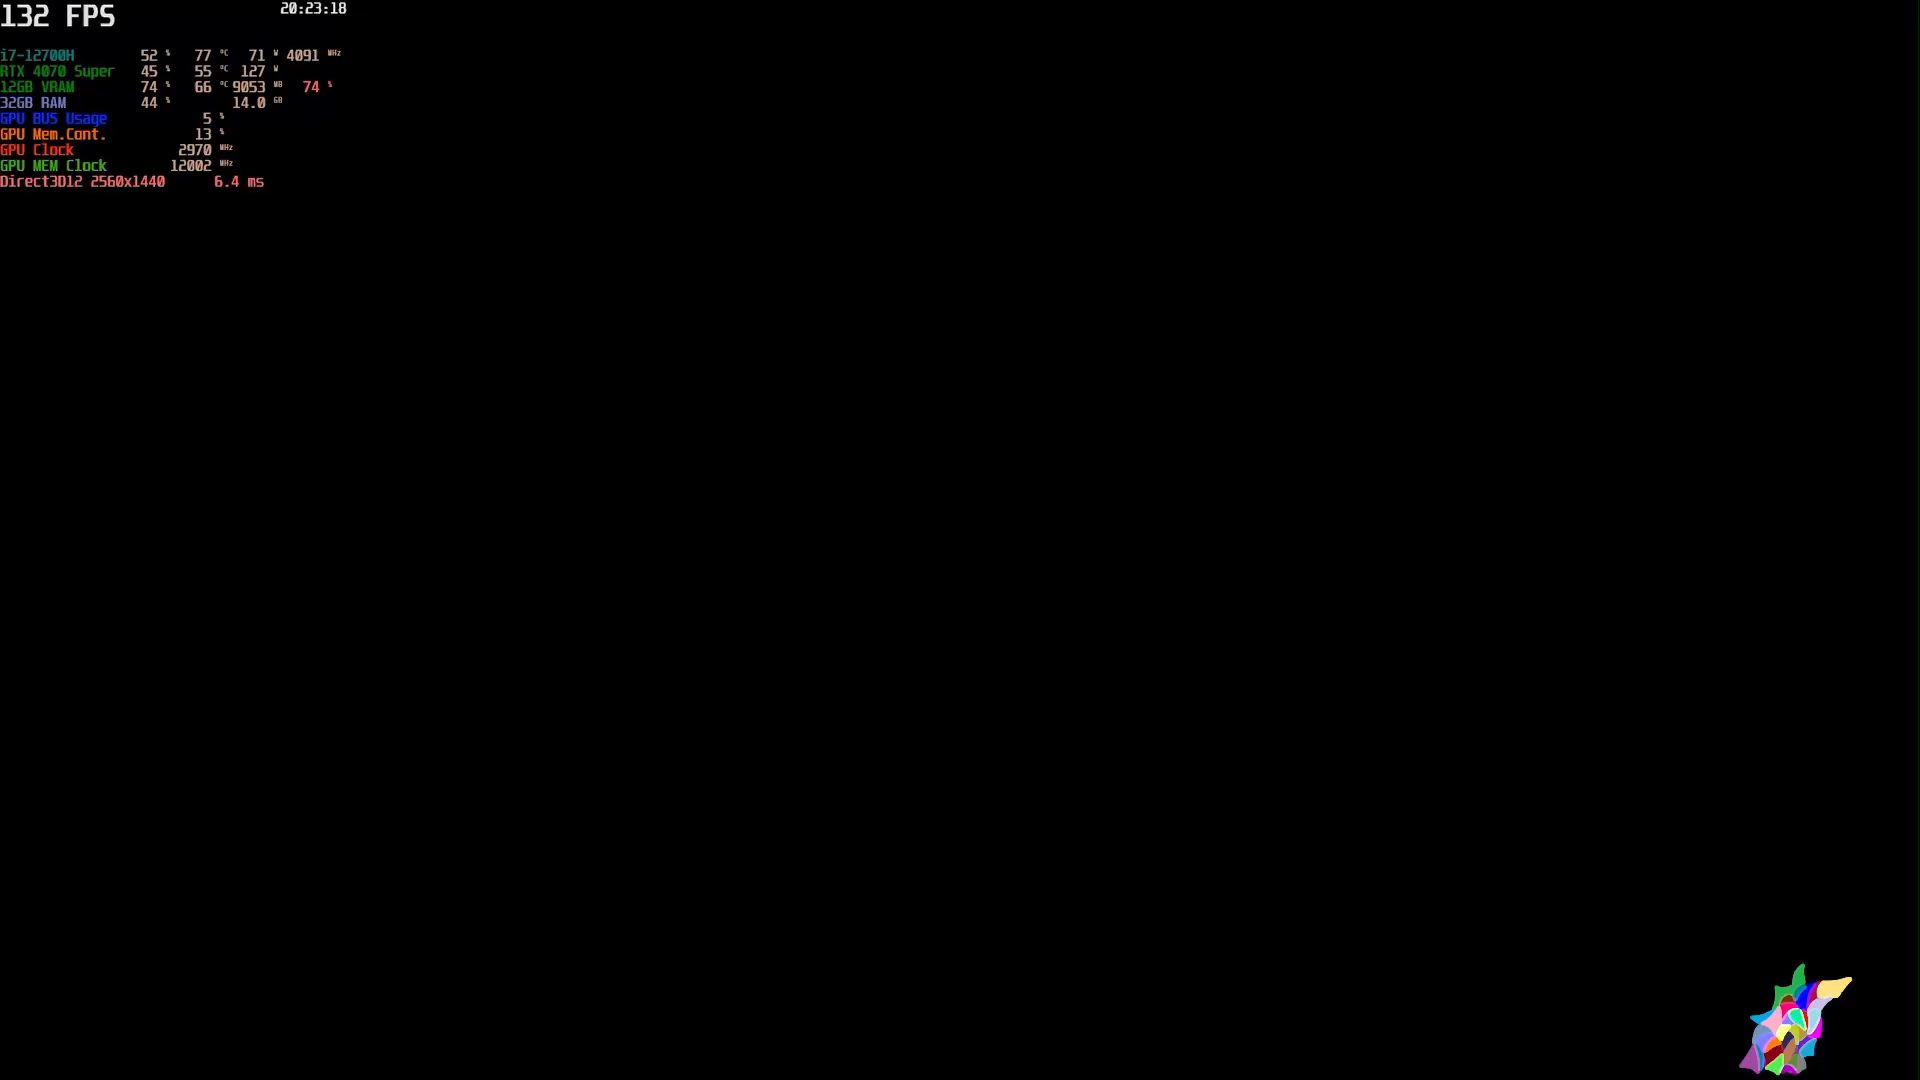 132 FPS 20:23:18
i7-12700H 52 % 77 °C 71 W 4091 MHz
RTX 4070 Super 45 % 55 °C 127 W
12GB VRAM 74 % 66 °C 9053 MB 74 %
32GB RAM 44 % 14.0 GB
GPU BUS Usage 5 %
GPU Mem.Cont. 13 %
GPU Clock 2970 MHz
GPU MEM Clock 12002 MHz
Direct3D12 2560x1440 6.4 ms